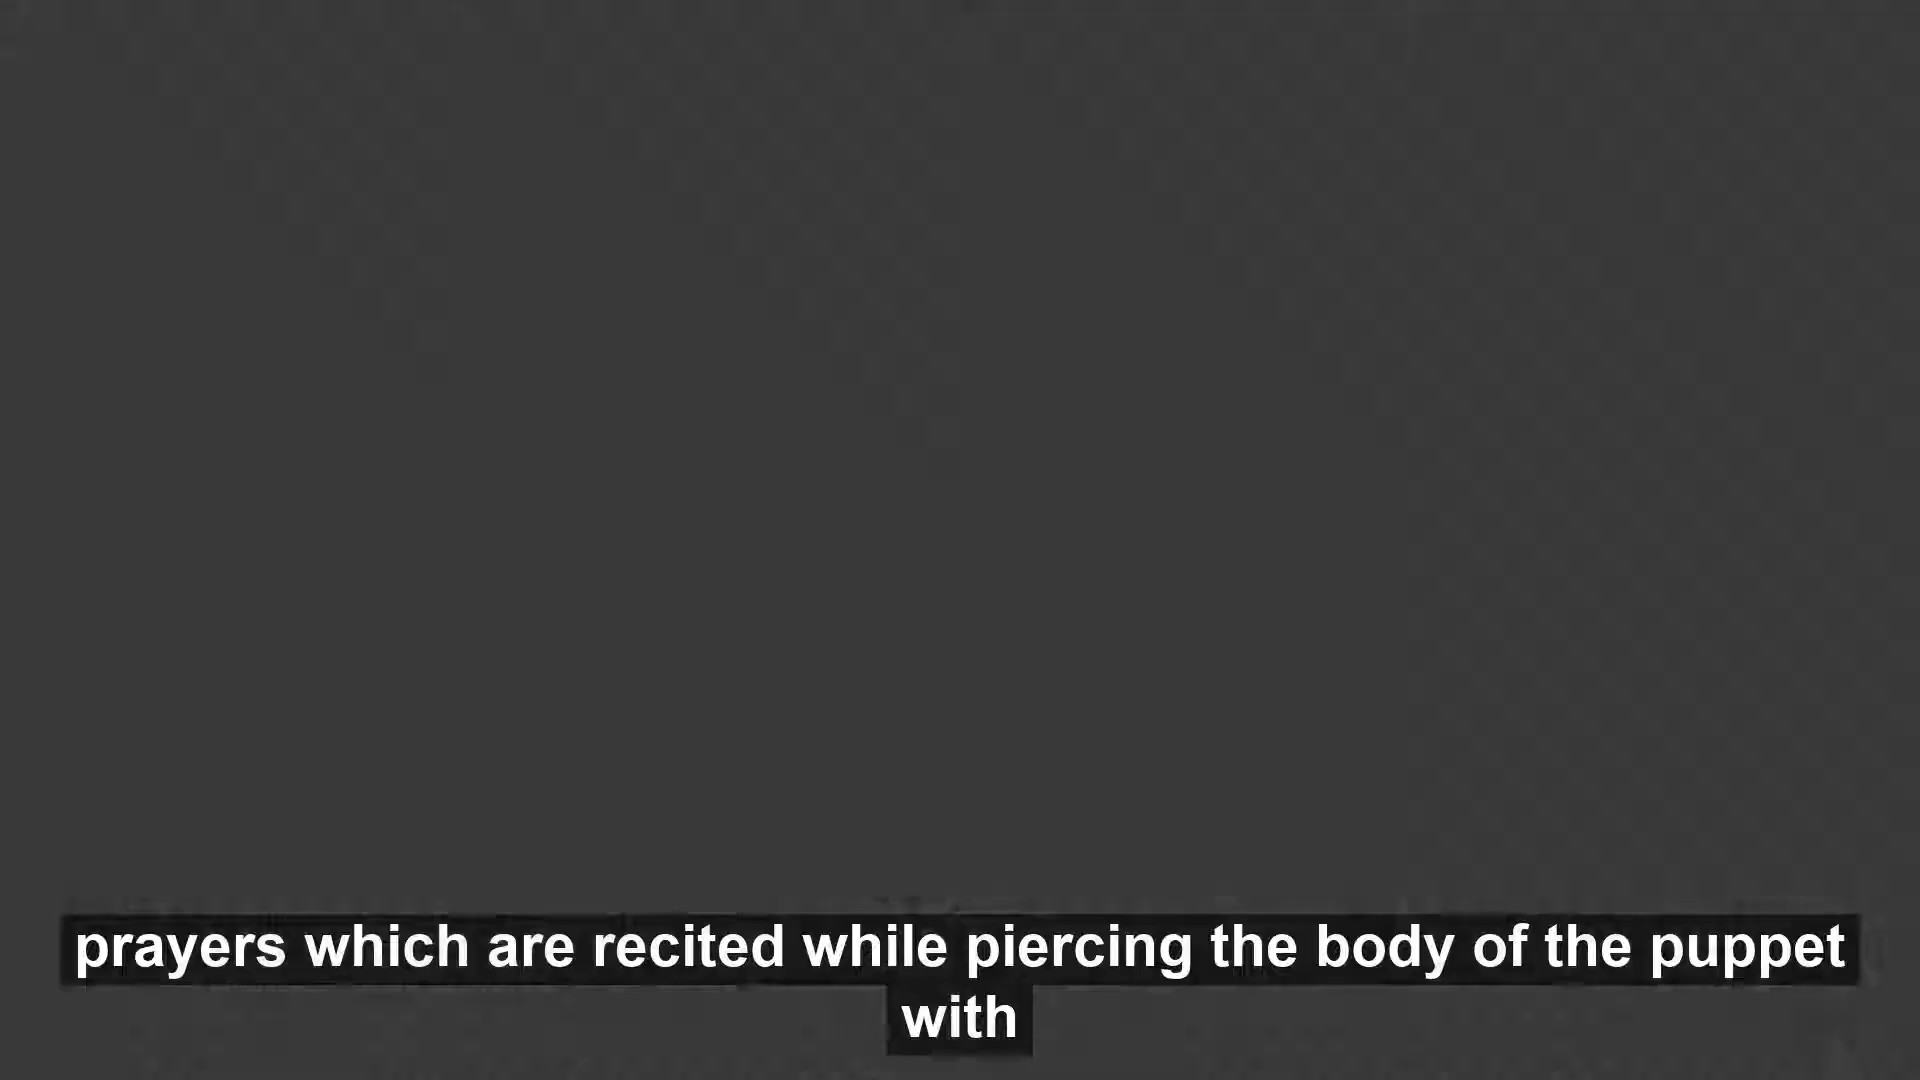 prayers which are recited while piercing the body of the puppet
with